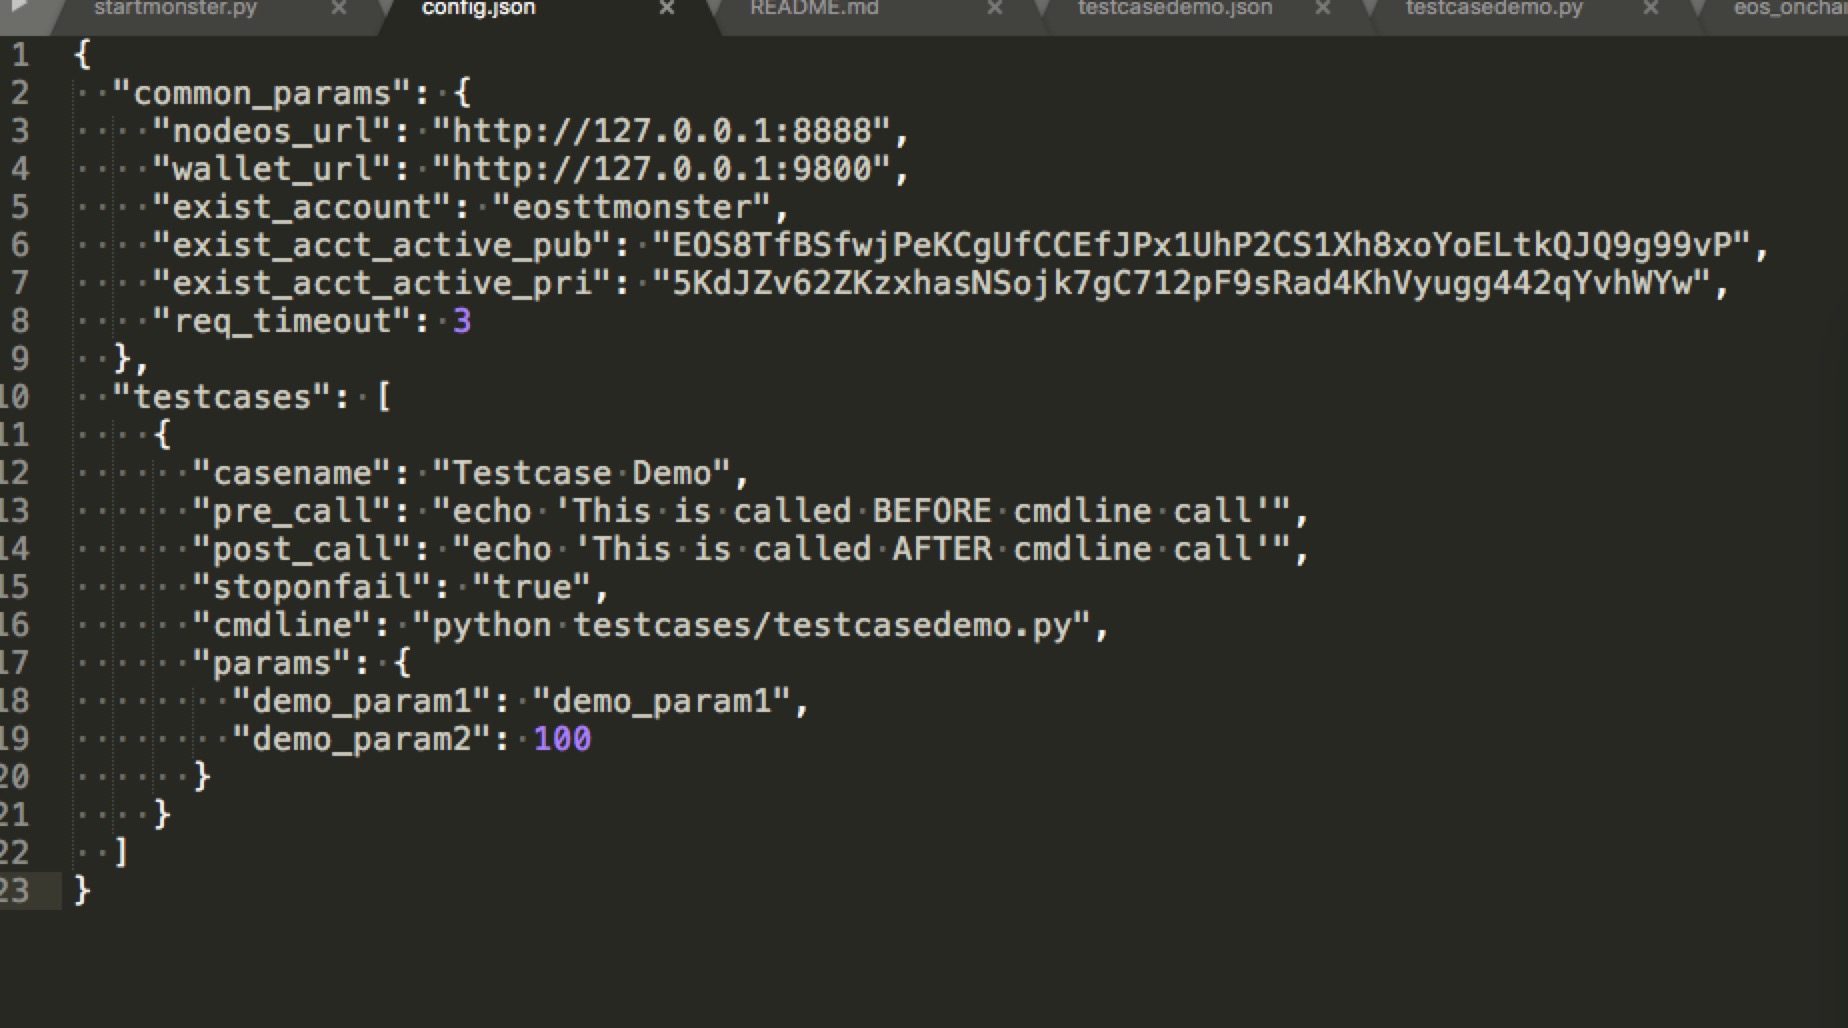 startmonster.py × config.json × README.md × testcasedemo.json × testcasedemo.py ×
1 {
2 "common_params": {
3 "nodeos_url": "http://127.0.0.1:8888",
4 "wallet_url": "http://127.0.0.1:9800",
5 "exist_account": "eosttmonster",
6 "exist_acct_active_pub": "EOS8TfBSfwjPeKCgUfCCEfJPx1UhP2CS1Xh8xoYoELtkQJQ9g99vP",
7 "exist_acct_active_pri": "5KdJZv62ZKzxhasNSojk7gC712pF9sRad4KhVyugg442qYvhWYw",
8 "req_timeout": 3
9 },
10 "testcases": [
11 {
12 "casename": "Testcase Demo",
13 "pre_call": "echo 'This is called BEFORE cmdline call'",
14 "post_call": "echo 'This is called AFTER cmdline call'",
15 "stoponfail": "true",
16 "cmdline": "python testcases/testcasedemo.py",
17 "params": {
18 "demo_param1": "demo_param1",
19 "demo_param2": 100
20 }
21 }
22 ]
23 }